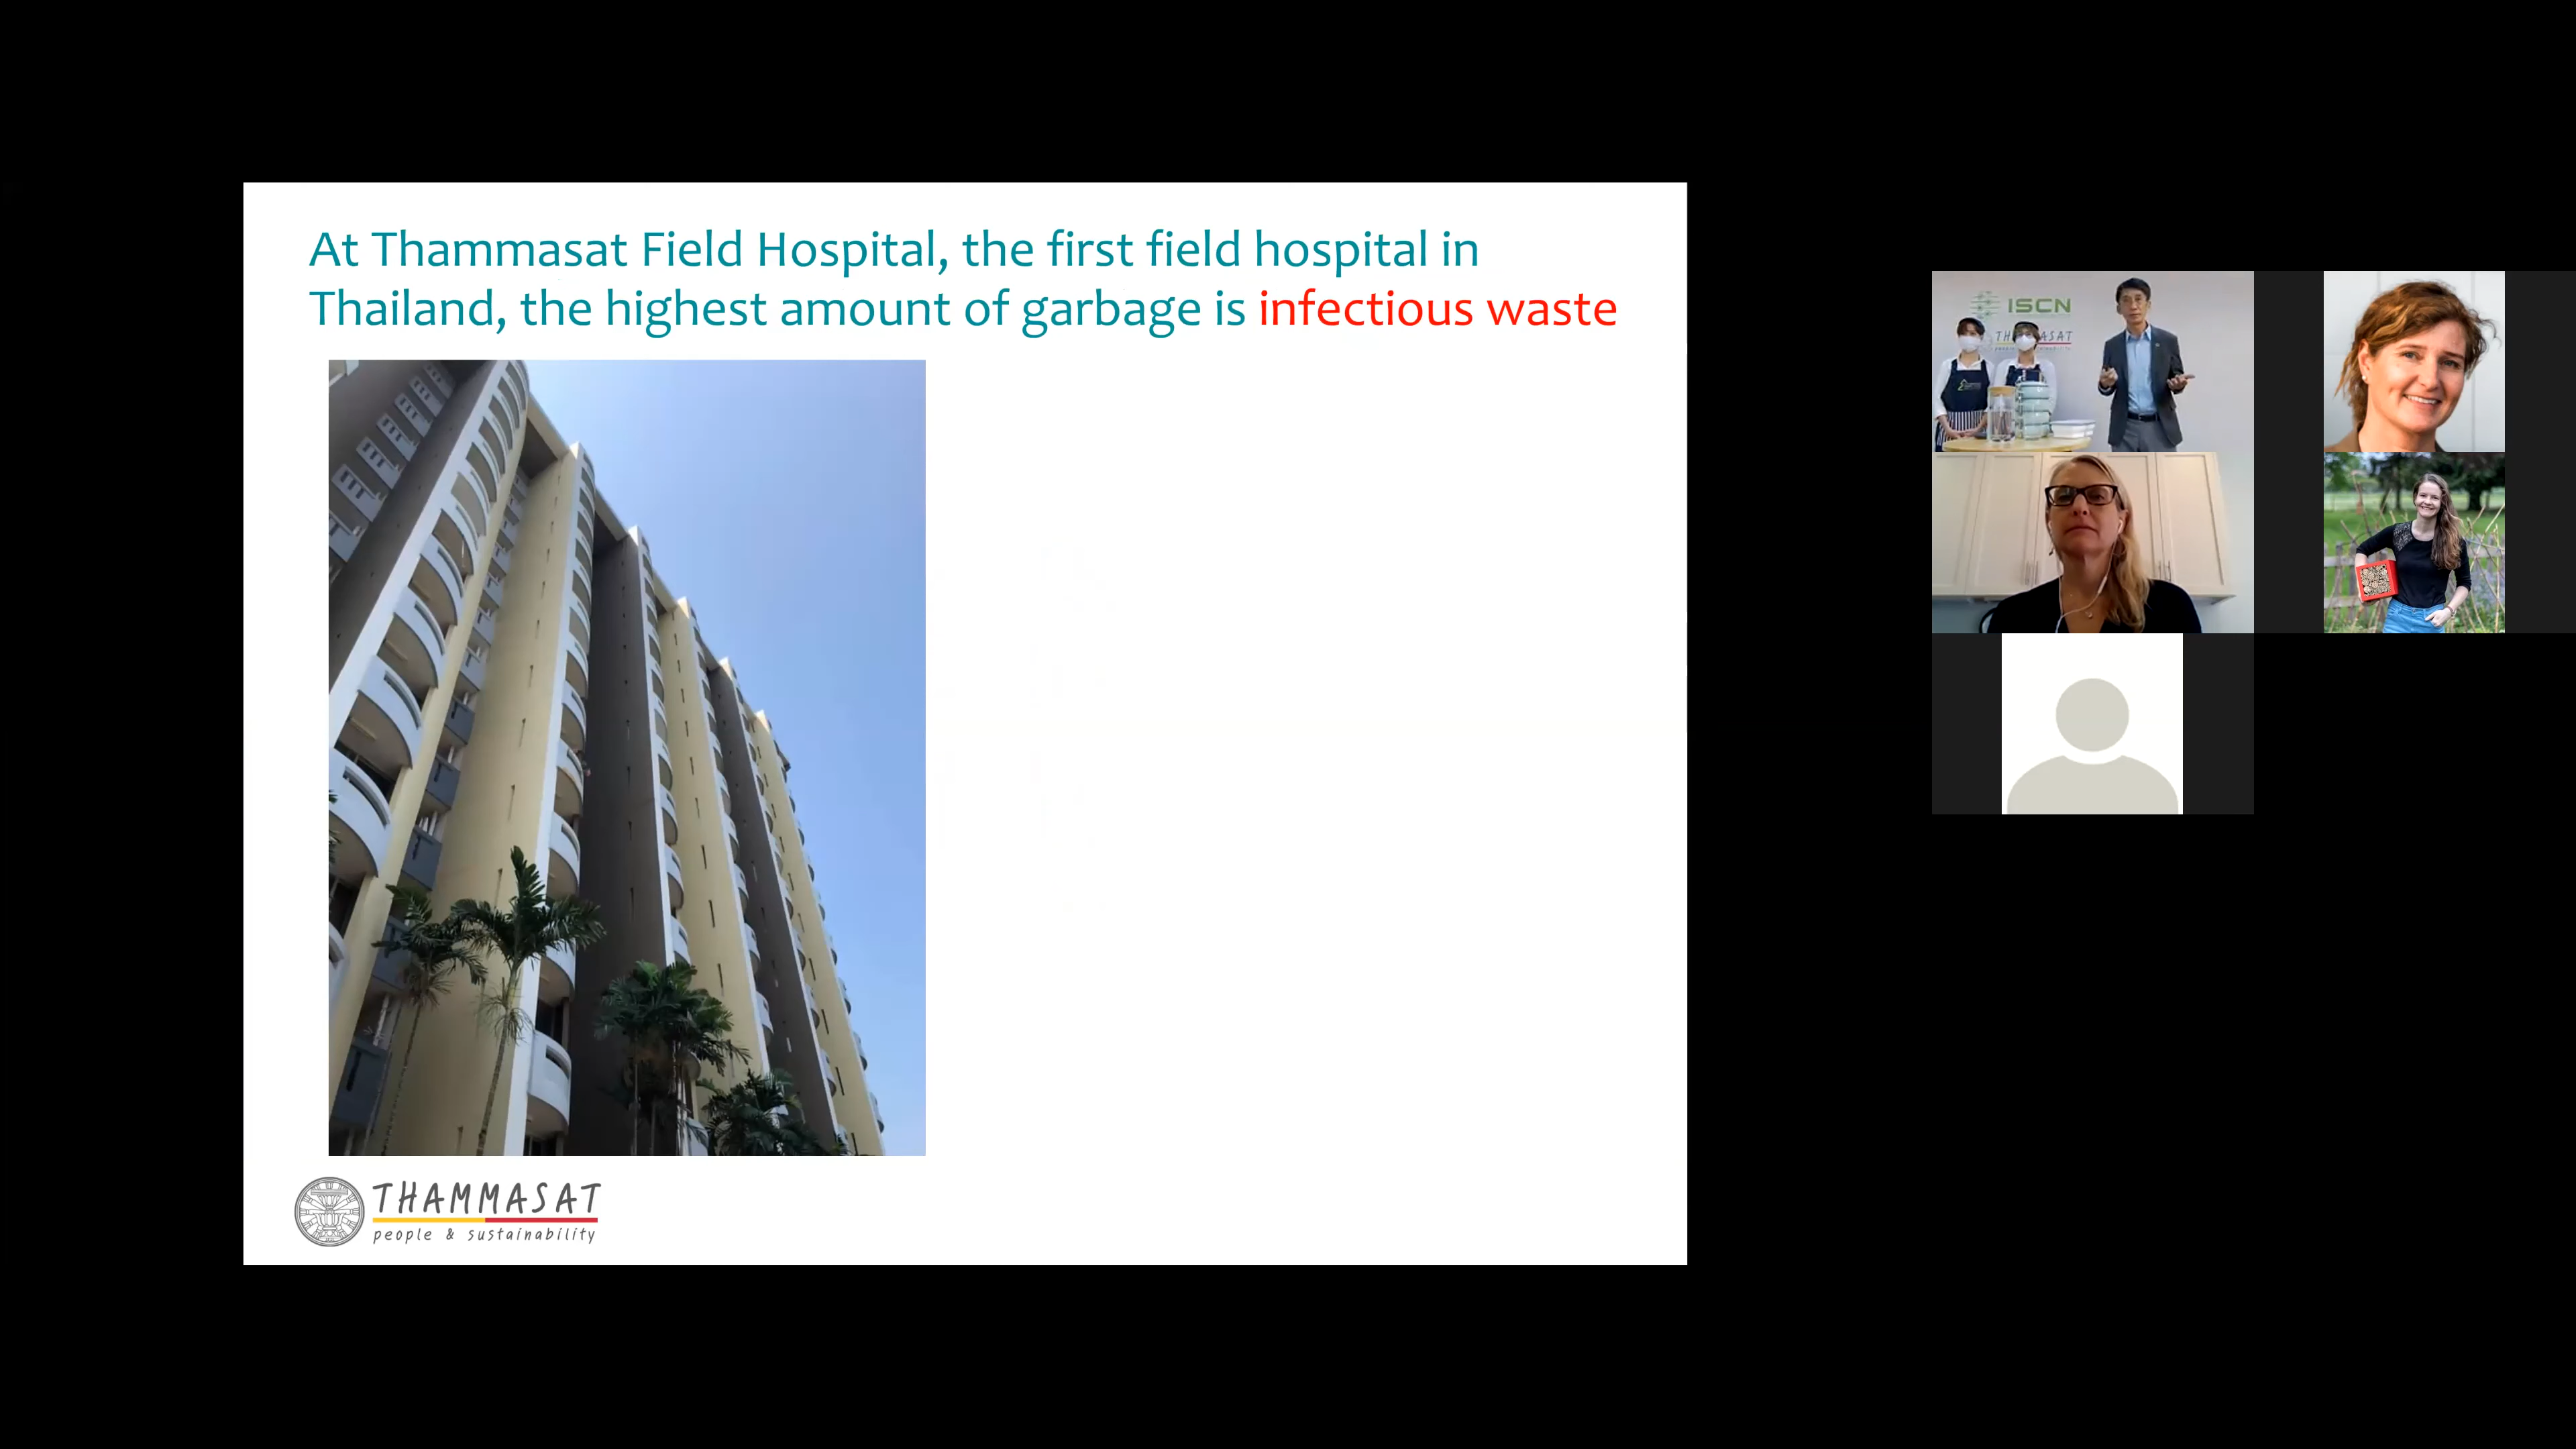 At Thammasat Field Hospital, the first field hospital in
Thailand, the highest amount of garbage is infectious waste
THAMMASAT
people & sustainability
ISCN